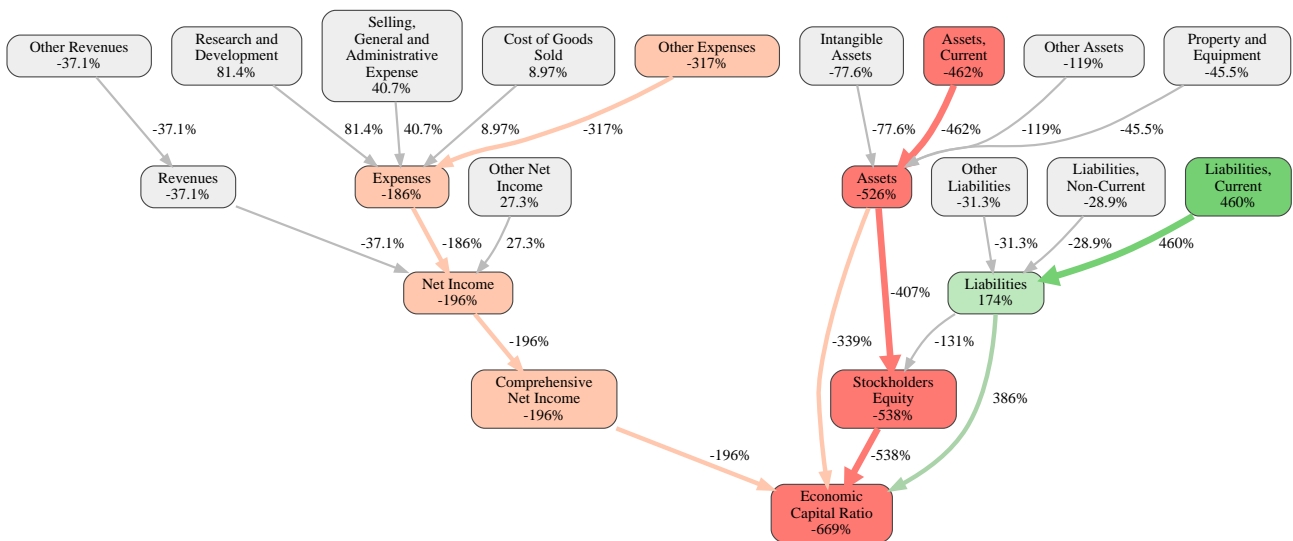 Other Revenues
-37.1%
Research and
Development
81.4%
Selling,
General and
Administrative
Expense
40.7%
Cost of Goods
Sold
8.97%
Other Expenses
-317%
Intangible
Assets
-77.6%
Assets,
Current
-462%
Other Assets
-119%
Property and
Equipment
-45.5%
-37.1%
81.4%
40.7%
8.97%
-317%
-77.6%
-462%
-119%
-45.5%
Revenues
-37.1%
Expenses
-186%
Other Net
Income
27.3%
Assets
-526%
Other
Liabilities
-31.3%
Liabilities,
Non-Current
-28.9%
Liabilities,
Current
460%
-37.1%
-186%
27.3%
-31.3%
-28.9%
460%
Net Income
-196%
-407%
Liabilities
174%
-196%
-339%
-131%
Comprehensive
Net Income
-196%
Stockholders
Equity
-538%
386%
-196%
-538%
Economic
Capital Ratio
-669%